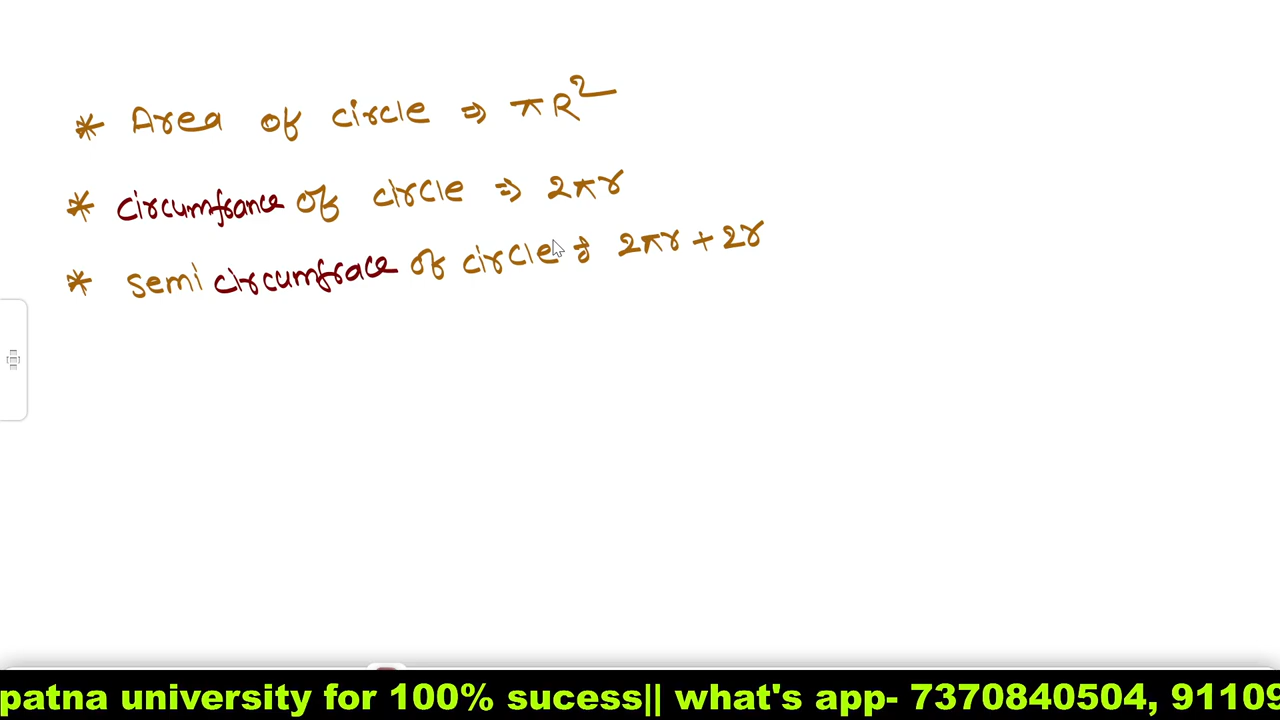 * Area of circle ⇒ πR²
* circumfrance of circle ⇒ 2πr
* Semi circumfrace of circle 2πr + 2r
patna university for 100% sucess|| what's app- 7370840504, 91109